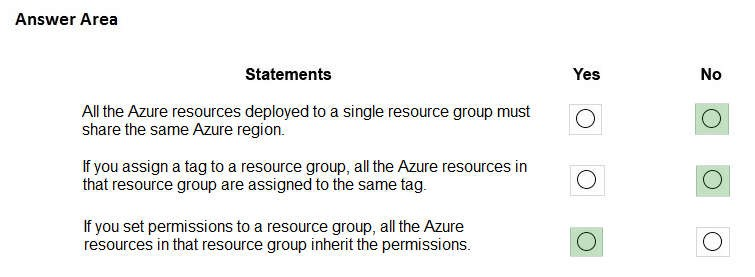 Answer Area
Statements Yes No
All the Azure resources deployed to a single resource group must
share the same Azure region.
If you assign a tag to a resource group, all the Azure resources in
that resource group are assigned to the same tag.
If you set permissions to a resource group, all the Azure
resources in that resource group inherit the permissions.